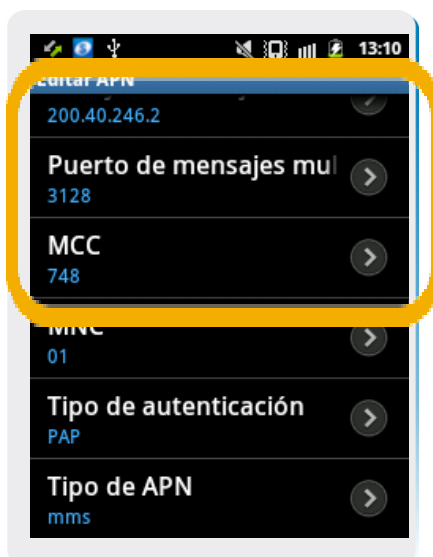 13:10
Editar APN
200.40.246.2
Puerto de mensajes mul
3128
MCC
748
MNC
01
Tipo de autenticación
PAP
Tipo de APN
mms